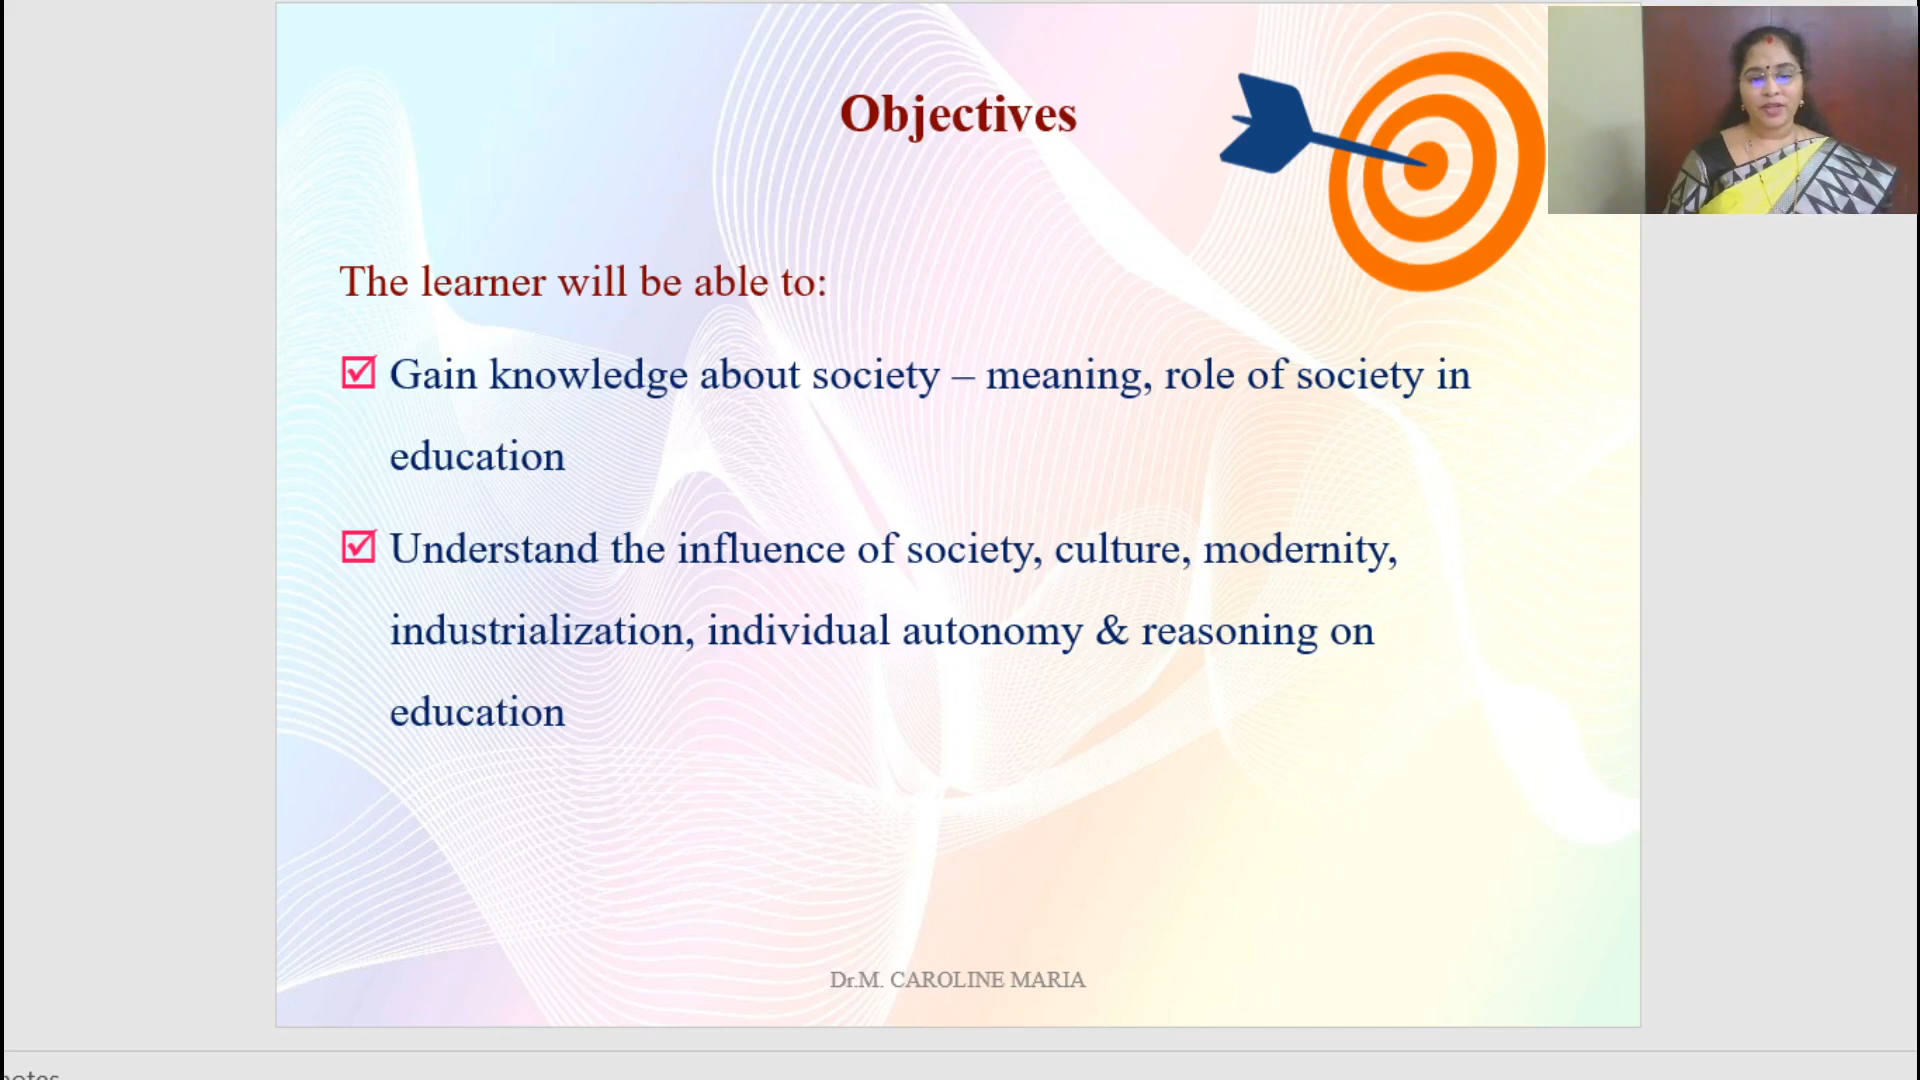 Objectives
The learner will be able to:
Gain knowledge about society – meaning, role of society in
education
Understand the influence of society, culture, modernity,
industrialization, individual autonomy & reasoning on
education
Dr.M. CAROLINE MARIA